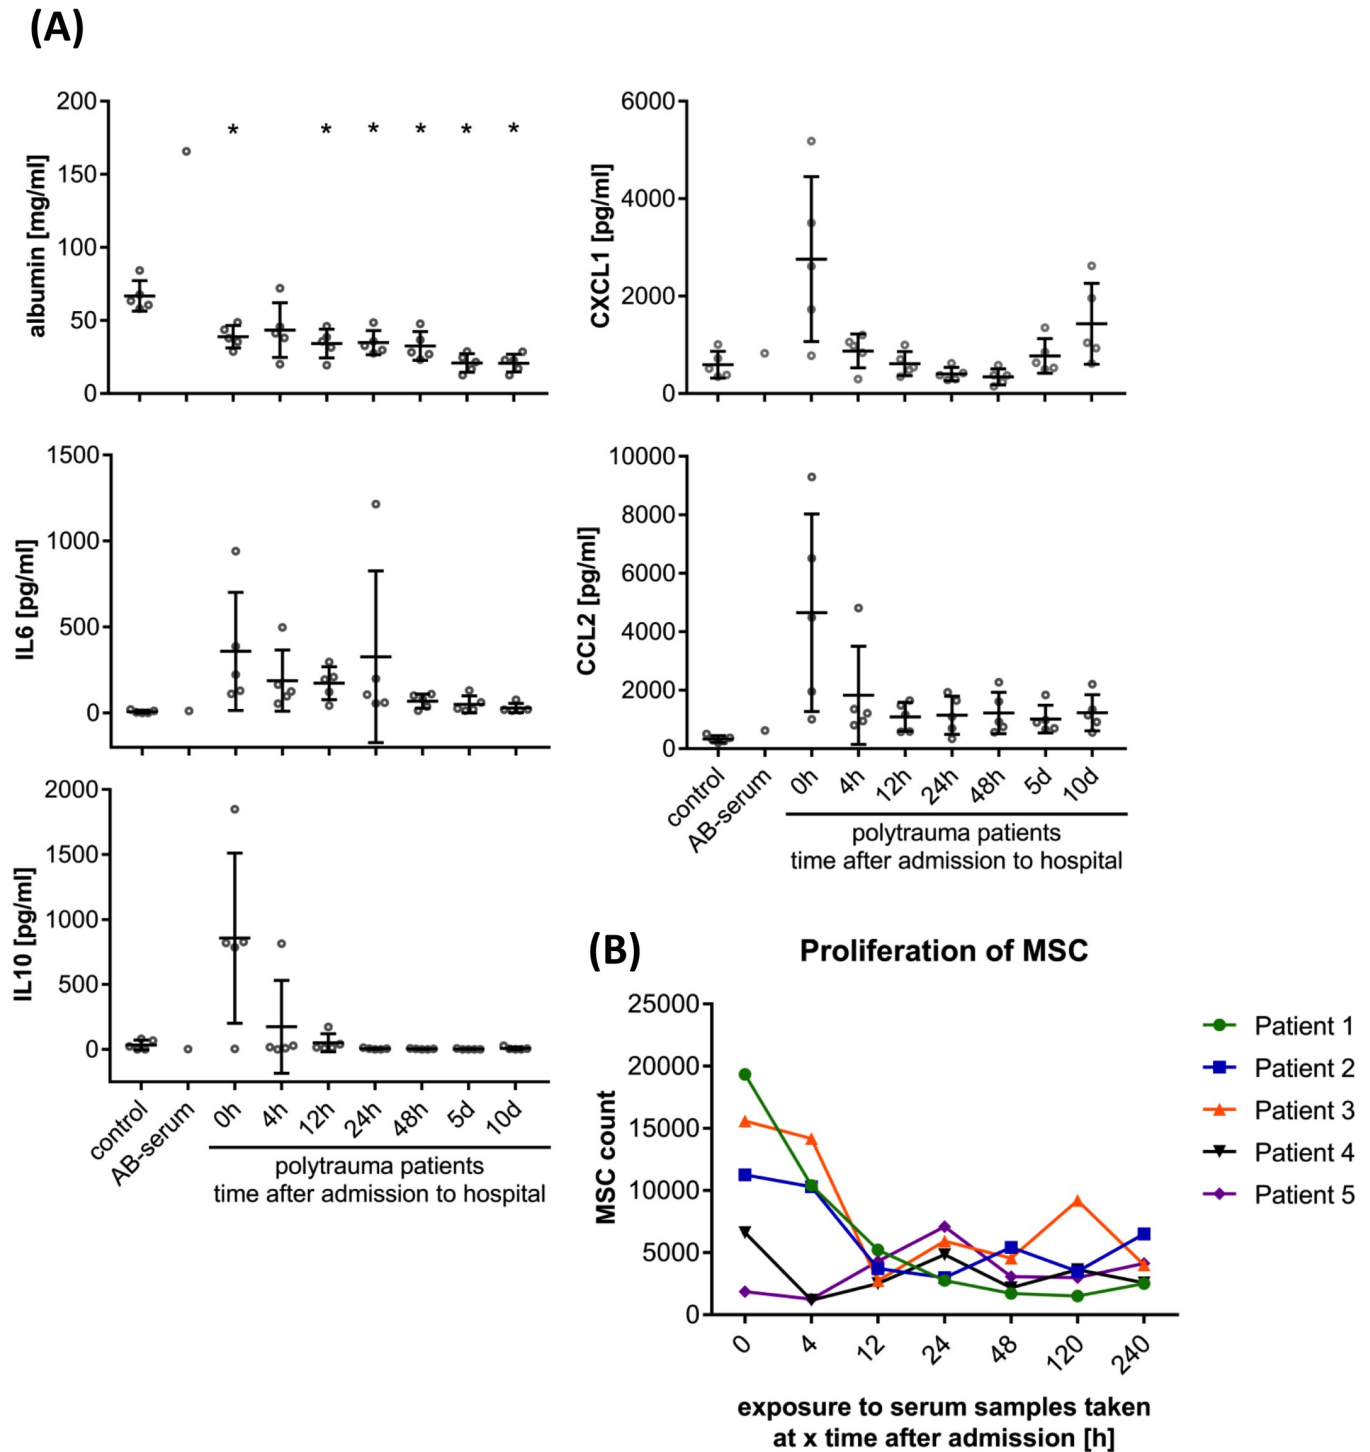 (A)
200
150
100
50
0
albumin [mg/ml]
* * * * * *
6000
4000
2000
0
CXCL1 [pg/ml]
1500
1000
500
0
IL6 [pg/ml]
10000
8000
6000
4000
2000
0
CCL2 [pg/ml]
control
AB-serum
0h
4h
12h
24h
48h
5d
10d
polytrauma patients
time after admission to hospital
2000
1500
1000
500
0
IL10 [pg/ml]
control
AB-serum
0h
4h
12h
24h
48h
5d
10d
polytrauma patients
time after admission to hospital
(B)
Proliferation of MSC
25000
20000
15000
10000
5000
0
MSC count
0
4
12
24
48
120
240
exposure to serum samples taken
at x time after admission [h]
Patient 1
Patient 2
Patient 3
Patient 4
Patient 5